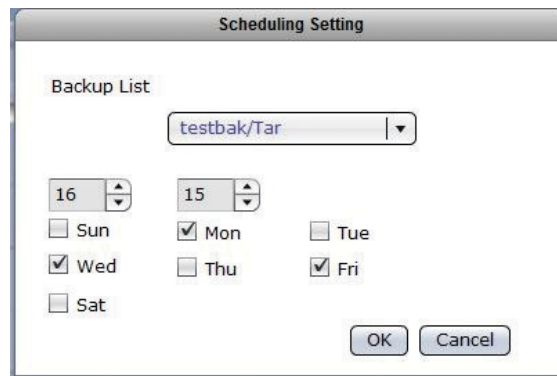 Scheduling Setting
Backup List
testbak/Tar
16 15
Sun Mon Tue
Wed Thu Fri
Sat
OK Cancel